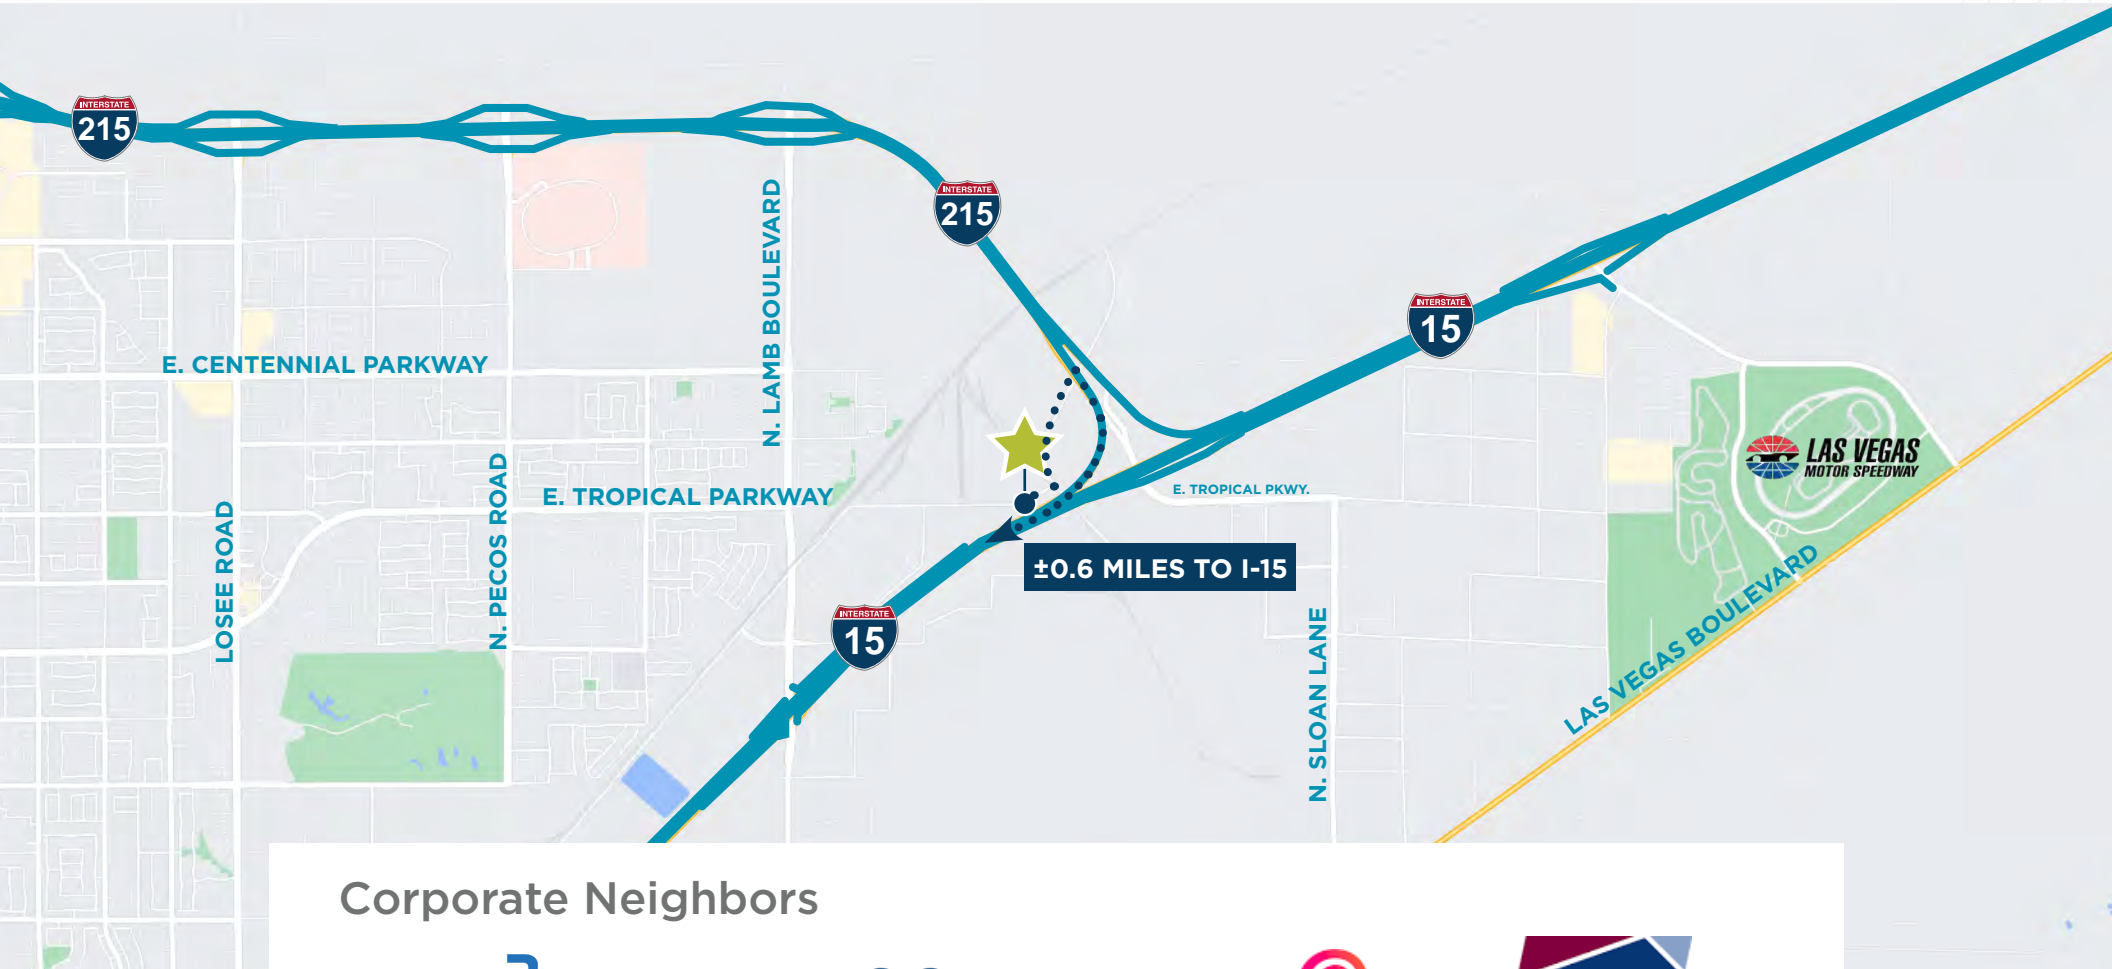 INTERSTATE
215
INTERSTATE
215
N. LAMB BOULEVARD
INTERSTATE
15
E. CENTENNIAL PARKWAY
LAS VEGAS
MOTOR SPEEDWAY
E. TROPICAL PARKWAY
E. TROPICAL PKWY.
N. PECOS ROAD
LOSEE ROAD
±0.6 MILES TO I-15
INTERSTATE
15
N. SLOAN LANE
LAS VEGAS BOULEVARD
Corporate Neighbors